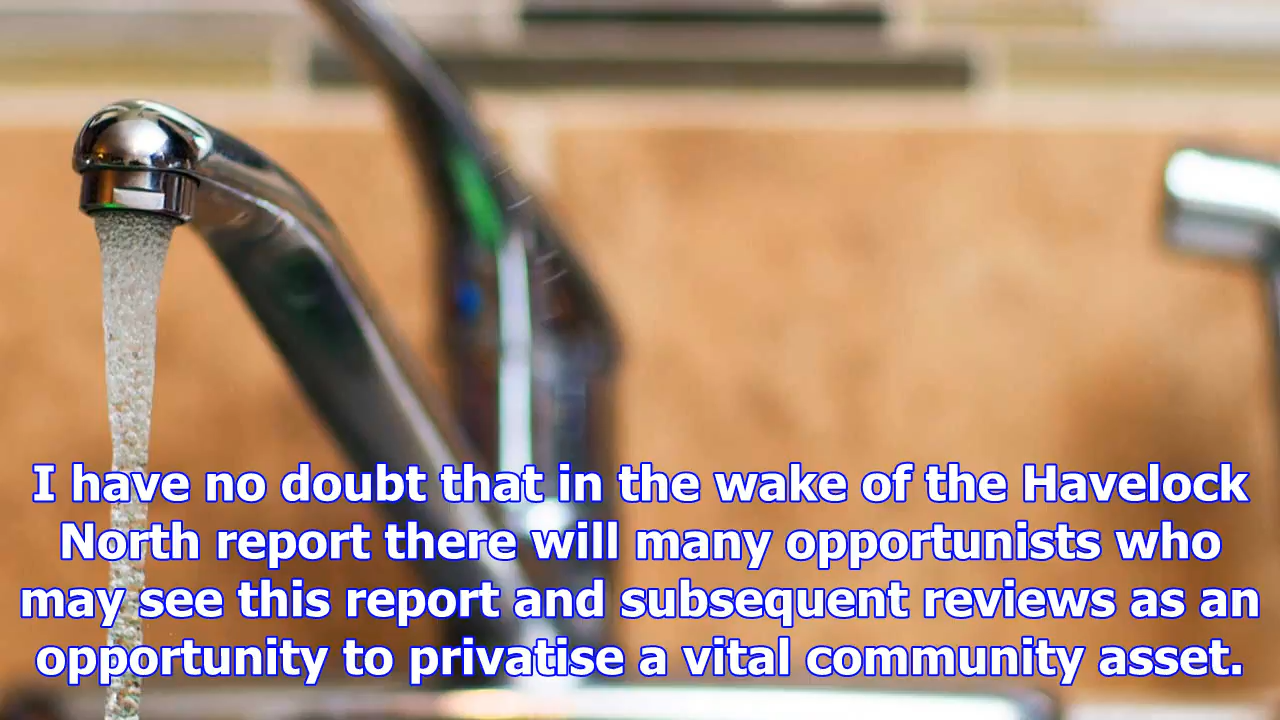 I have no doubt that in the wake of the Havelock
North report there will many opportunists who
may see this report and subsequent reviews as an
opportunity to privatise a vital community asset.